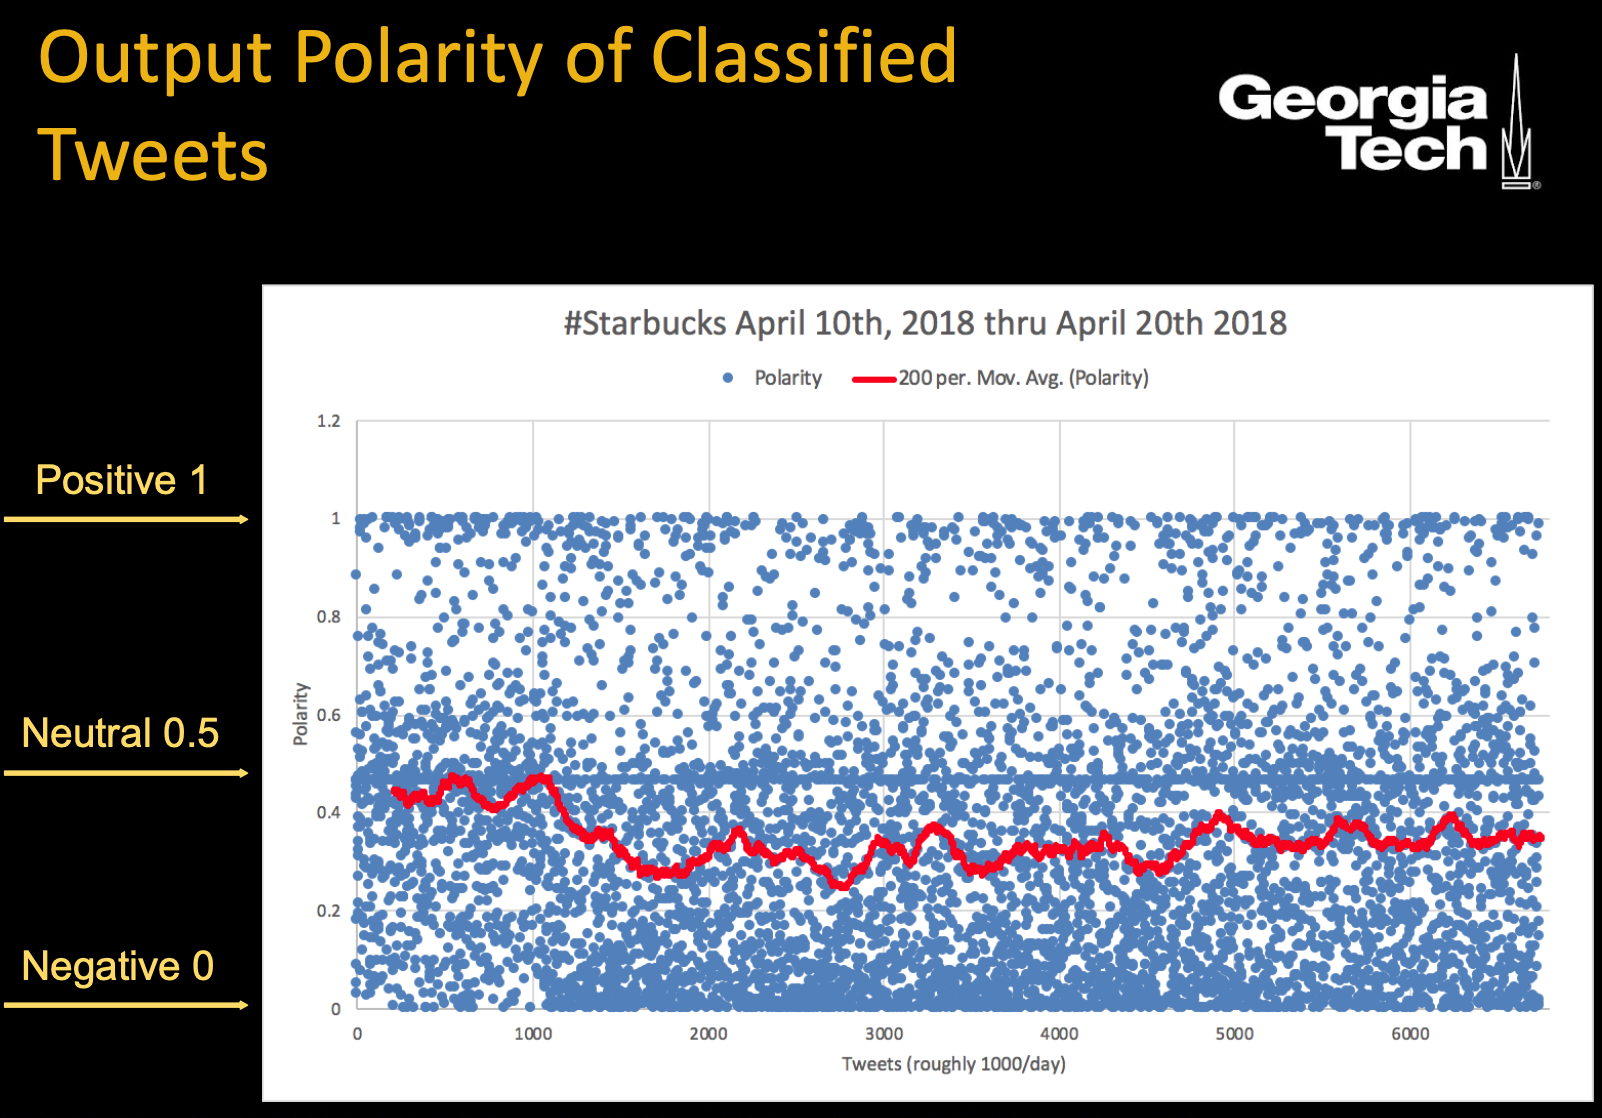 Output Polarity of Classified
Tweets
Georgia
Tech
®
#Starbucks April 10th, 2018 thru April 20th 2018
Polarity
200 per. Mov. Avg. (Polarity)
Positive 1
Neutral 0.5
Negative 0
Polarity
1.2
1
0.8
0.6
0.4
0.2
0
0 1000 2000 3000 4000 5000 6000
Tweets (roughly 1000/day)